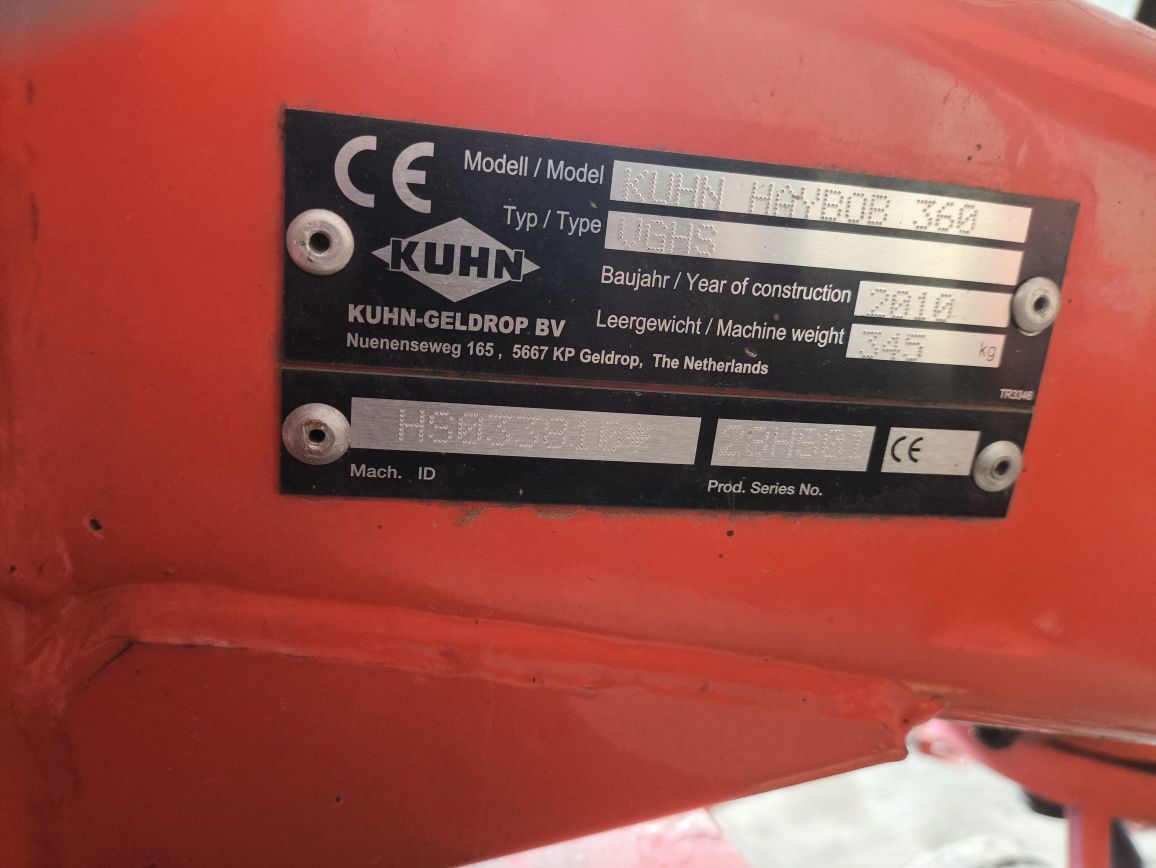 CE
Modell / Model KUHN HAYBOB 360
Typ / Type VGHS
KUHN
Baujahr / Year of construction 2010
KUHN-GELDROP BV
Leergewicht / Machine weight 345 kg
Nuenenseweg 165 , 5667 KP Geldrop, The Netherlands
TR3346
CE
Mach. ID
Prod. Series No.